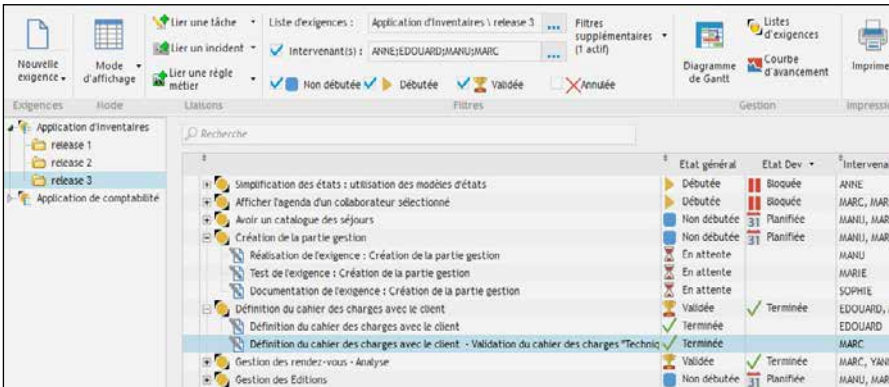 Nouvelle exigence
Mode d'affichage
Lier une tâche
Lier un incident
Lier une règle métier
Liste d'exigences :
Application d'Inventaires \ release 3
...
Intervenant(s) :
ANNE;EDOUARD;MANU;MARC
...
Non débutée
Débutée
Validée
Annulée
Filtres
supplémentaires
(1 actif)
Diagramme
de Gantt
Listes
d'exigences
Courbe
d'avancement
Exigences
Mode
Liaisons
Filtres
Gestion
Application d'Inventaires
release 1
release 2
release 3
Application de comptabilité
Recherche
Etat général Etat Dev
Simplification des états : utilisation des modèles d'états Débutée Bloquée ANNE
Afficher l'agenda d'un collaborateur sélectionné Débutée Bloquée MARC,
Avoir un catalogue des séjours Non débutée 31 Planifiée MANU,
Création de la partie gestion Non débutée 31 Planifiée MANU,
Réalisation de l'exigence : Création de la partie gestion En attente MANU
Test de l'exigence : Création de la partie gestion En attente MARIE
Documentation de l'exigence : Création de la partie gestion En attente SOPHIE
Définition du cahier des charges avec le client Validée Terminée EDOUARD,
Définition du cahier des charges avec le client Terminée EDOUARD
Définition du cahier des charges avec le client - Validation du cahier des charges "Techniq Terminée MARC
Gestion des rendez-vous - Analyse Validée Terminée MARC,
Gestion des Editions Non débutée 31 Planifiée MANU,